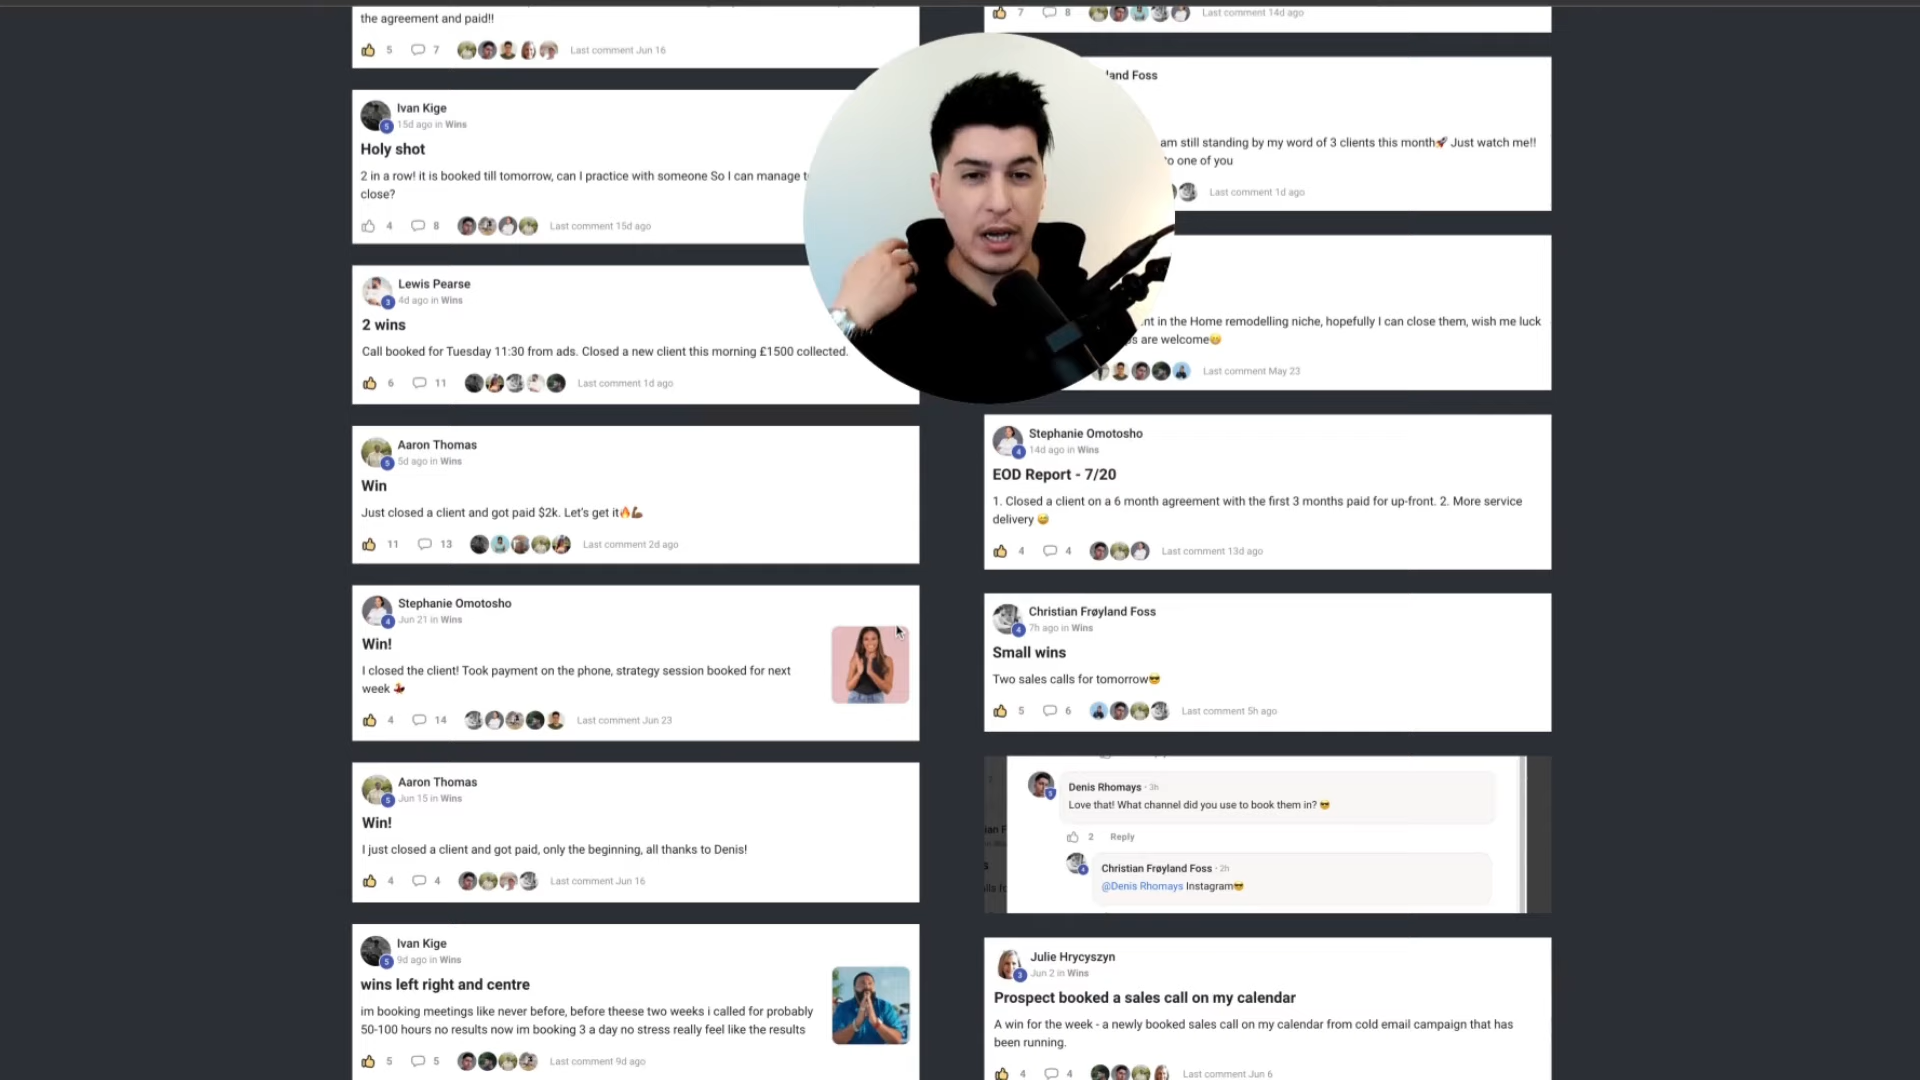 the agreement and paid!!
5 7 Last comment Jun 16
Ivan Kige
5 15d ago in Wins
Holy shot
2 in a row! it is booked till tomorrow, can I practice with someone So I can manage
close?
4 8 Last comment 15d ago
Lewis Pearse
3 4d ago in Wins
2 wins
Call booked for Tuesday 11:30 from ads. Closed a new client this morning £1500 collected.
6 11 Last comment 1d ago
Aaron Thomas
5 5d ago in Wins
Win
Just closed a client and got paid $2k. Let's get it🔥💪
11 13 Last comment 2d ago
Stephanie Omotosho
4 Jun 21 in Wins
Win!
I closed the client! Took payment on the phone, strategy session booked for next
week 💃
4 14 Last comment Jun 23
Aaron Thomas
5 Jun 15 in Wins
Win!
I just closed a client and got paid, only the beginning, all thanks to Denis!
4 4 Last comment Jun 16
Ivan Kige
5 9d ago in Wins
wins left right and centre
im booking meetings like never before, before theese two weeks i called for probably
50-100 hours no results now im booking 3 a day no stress really feel like the results
5 5 Last comment 9d ago
7 8 Last comment 14d ago
Foss
am still standing by my word of 3 clients this month🚀 Just watch me!!
to one of you
Last comment 1d ago
in the Home remodelling niche, hopefully I can close them, wish me luck
are welcome😄
Last comment May 23
Stephanie Omotosho
4 14d ago in Wins
EOD Report - 7/20
1. Closed a client on a 6 month agreement with the first 3 months paid for up-front. 2. More service
delivery 😅
4 4 Last comment 13d ago
Christian Frøyland Foss
4 7h ago in Wins
Small wins
Two sales calls for tomorrow😎
5 6 Last comment 5h ago
Denis Rhomays · 3h
5
Love that! What channel did you use to book them in? 😎
2 Reply
Christian Frøyland Foss · 2h
4
@Denis Rhomays Instagram😎
Julie Hrycyszyn
3 Jun 2 in Wins
Prospect booked a sales call on my calendar
A win for the week - a newly booked sales call on my calendar from cold email campaign that has
been running.
4 4 Last comment Jun 6